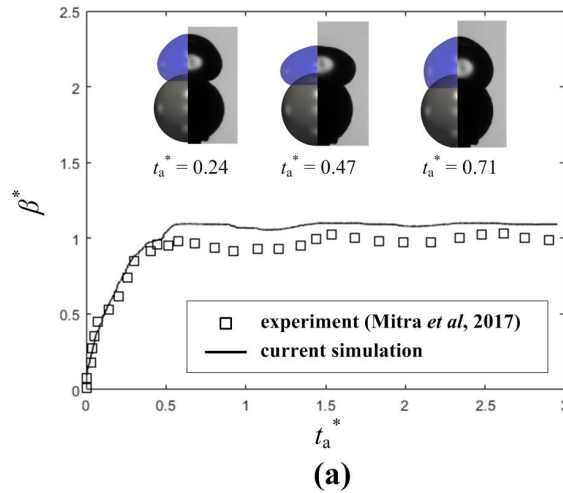 2.5
2
1.5
1
0.5
0
β*
tₐ* = 0.24
tₐ* = 0.47
tₐ* = 0.71
experiment (Mitra et al, 2017)
current simulation
0 0.5 1 1.5 2 2.5 3
tₐ*
(a)